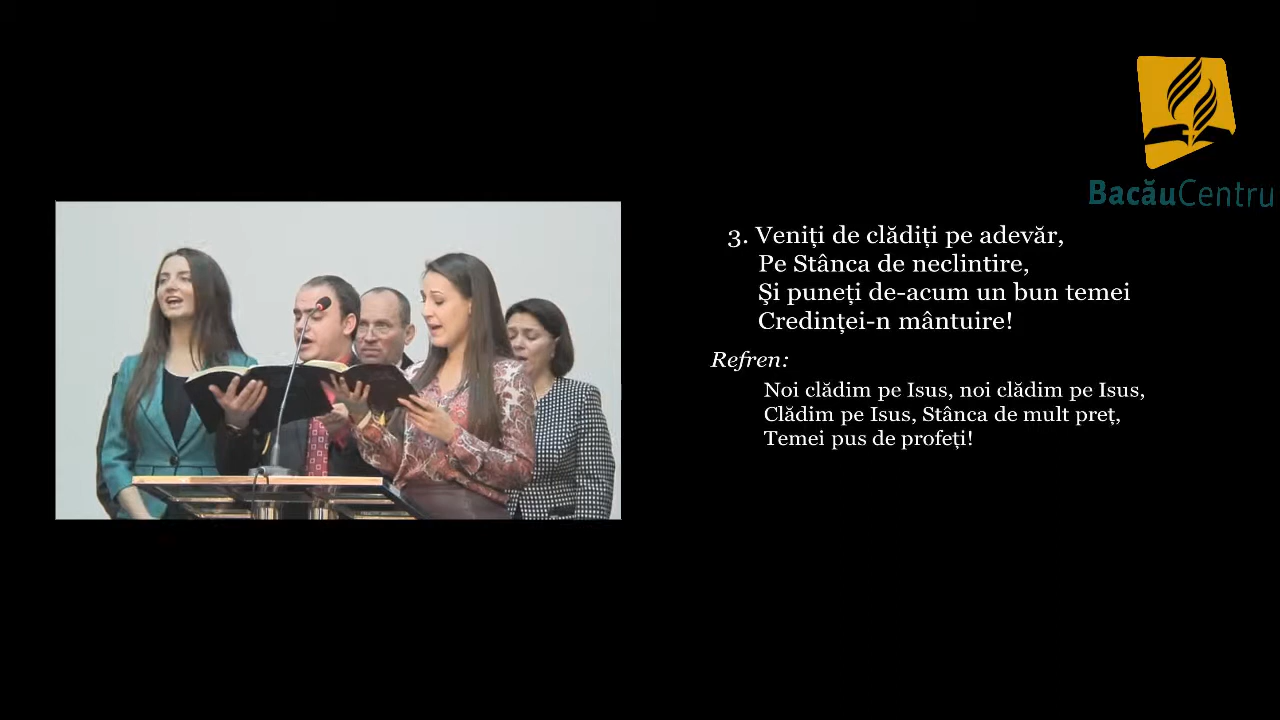 BacăuCentru
3. Veniți de clădiți pe adevăr,
Pe Stânca de neclintire,
Și puneți de-acum un bun temei
Credinței-n mântuire!
Refren:
Noi clădim pe Isus, noi clădim pe Isus,
Clădim pe Isus, Stânca de mult preț,
Temei pus de profeți!